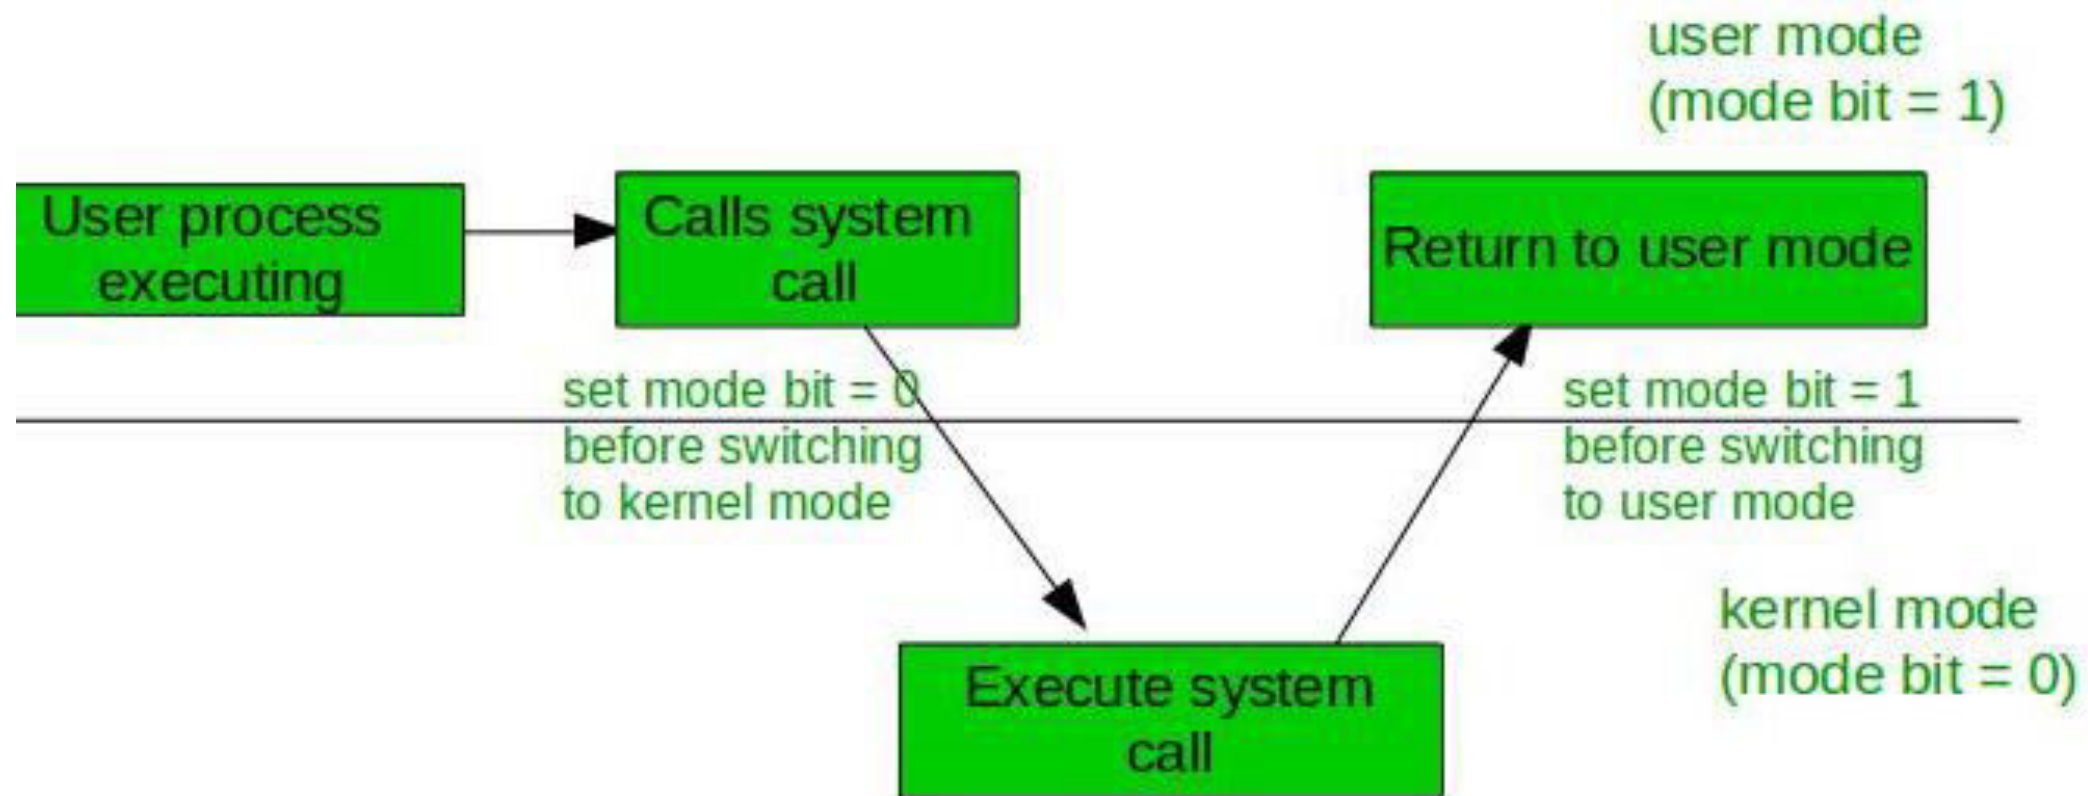 user mode
(mode bit = 1)
User process
executing
Calls system
call
Return to user mode
set mode bit = 0
before switching
to kernel mode
set mode bit = 1
before switching
to user mode
kernel mode
(mode bit = 0)
Execute system
call